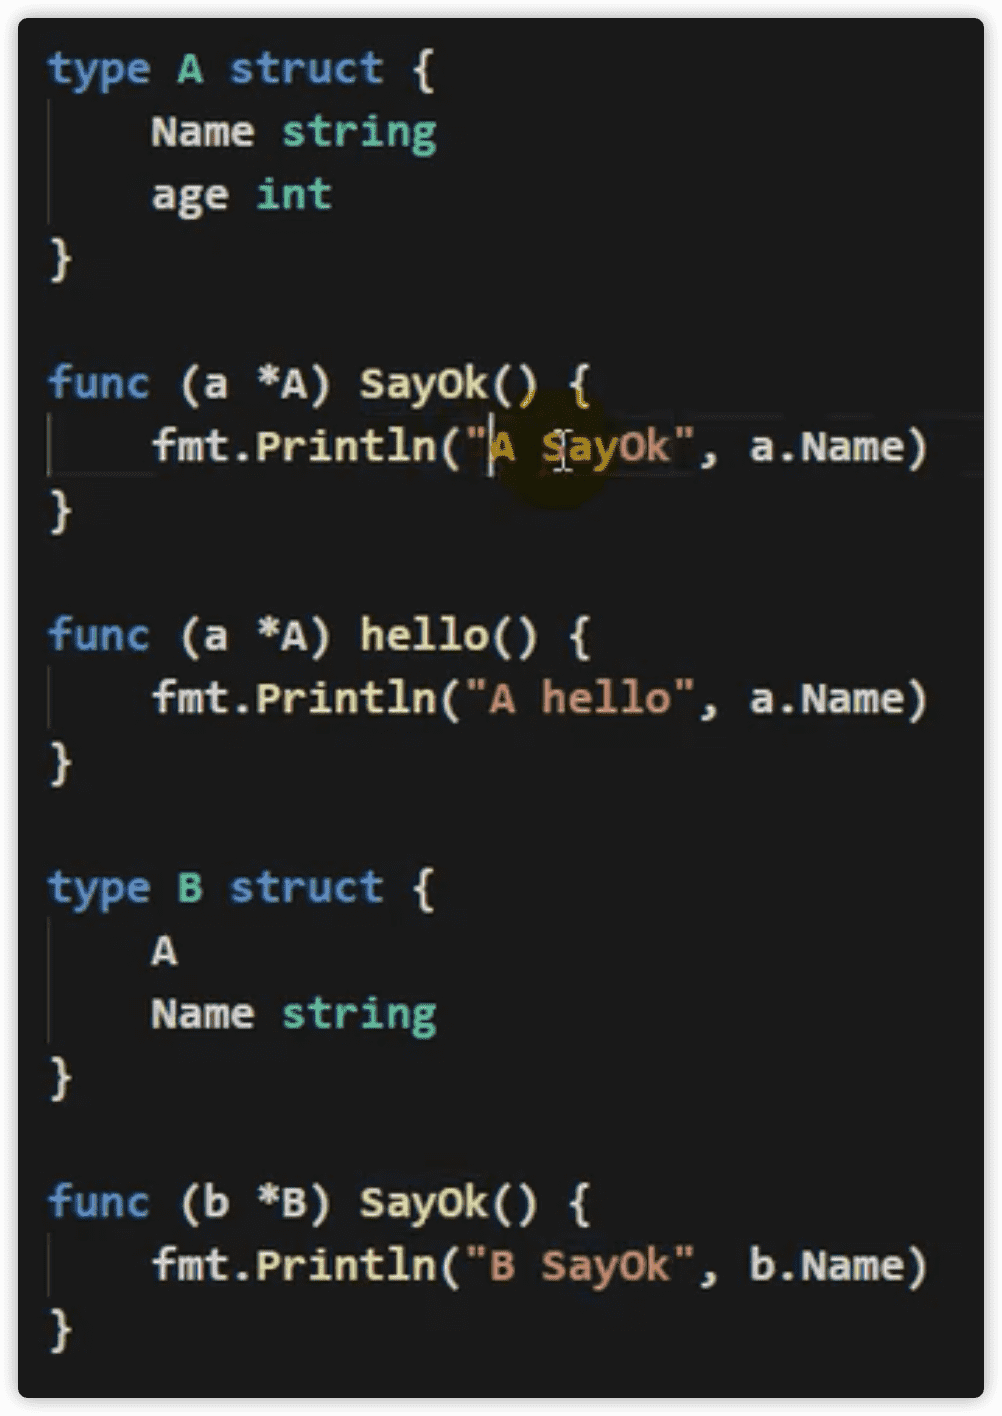 type A struct {
    Name string
    age int
}
func (a *A) SayOk() {
    fmt.Println("A SayOk", a.Name)
}
func (a *A) hello() {
    fmt.Println("A hello", a.Name)
}
type B struct {
    A
    Name string
}
func (b *B) SayOk() {
    fmt.Println("B SayOk", b.Name)
}